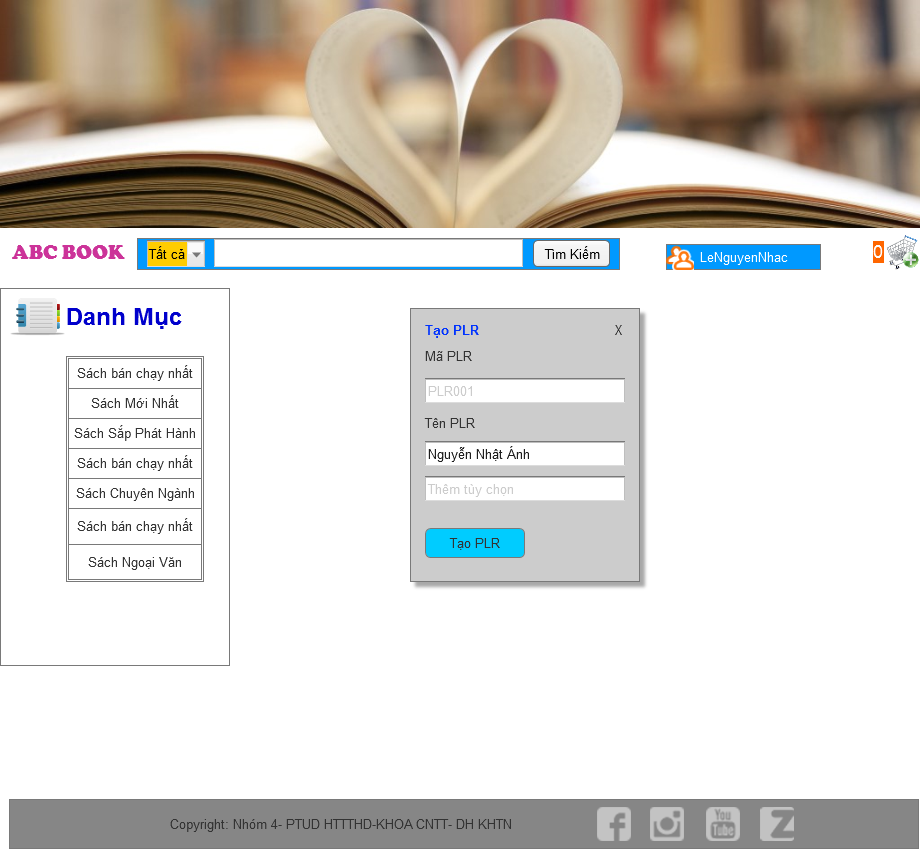 ABC BOOK
Tất cả
Tìm Kiếm
LeNguyenNhac
0
Danh Mục
Sách bán chạy nhất
Sách Mới Nhất
Sách Sắp Phát Hành
Sách bán chạy nhất
Sách Chuyên Ngành
Sách bán chạy nhất
Sách Ngoại Văn
Tạo PLR X
Mã PLR
PLR001
Tên PLR
Nguyễn Nhật Ánh
Thêm tùy chọn
Tạo PLR
Copyright: Nhóm 4- PTUD HTTTHD-KHOA CNTT- DH KHTN
You
Tube